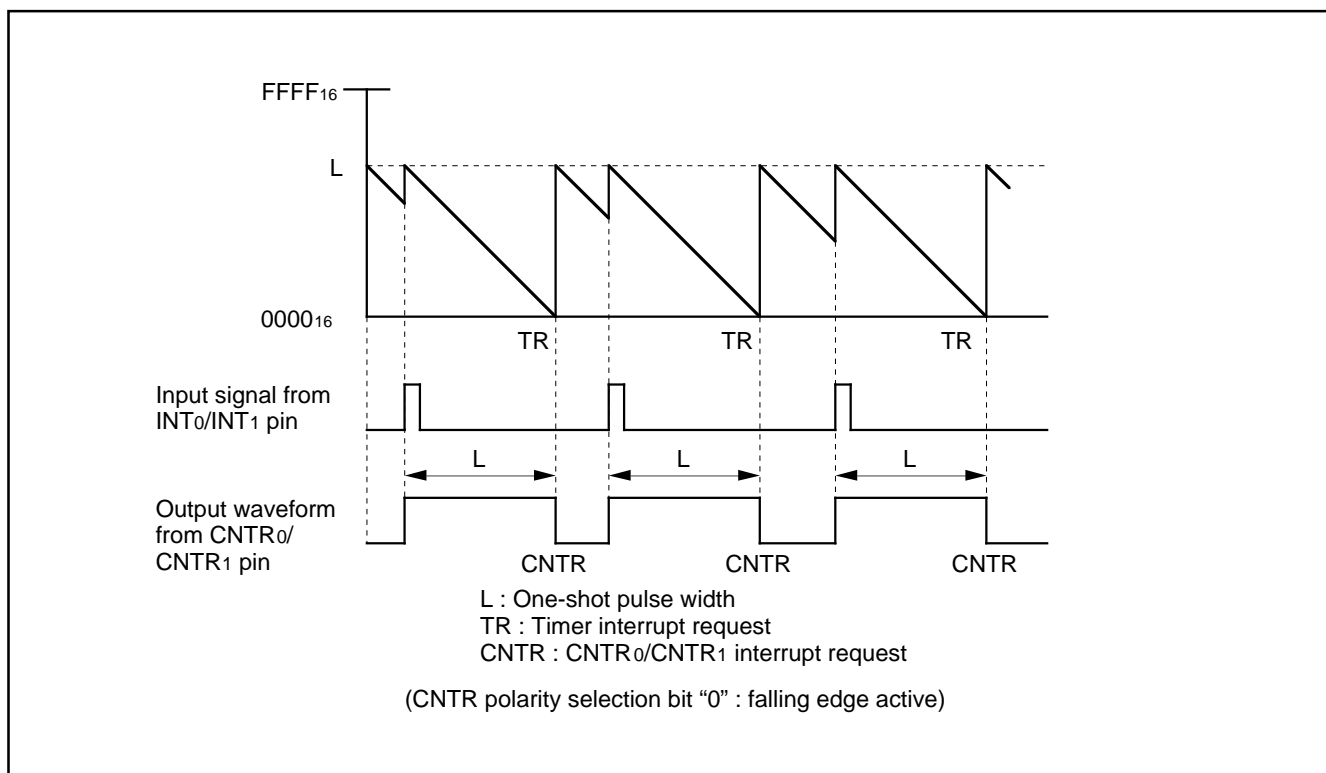 FFFF16
L
000016
TR TR TR
Input signal from
INT0/INT1 pin
L L L
Output waveform
from CNTR0/
CNTR1 pin
CNTR CNTR CNTR
L : One-shot pulse width
TR : Timer interrupt request
CNTR : CNTR0/CNTR1 interrupt request
(CNTR polarity selection bit “0” : falling edge active)